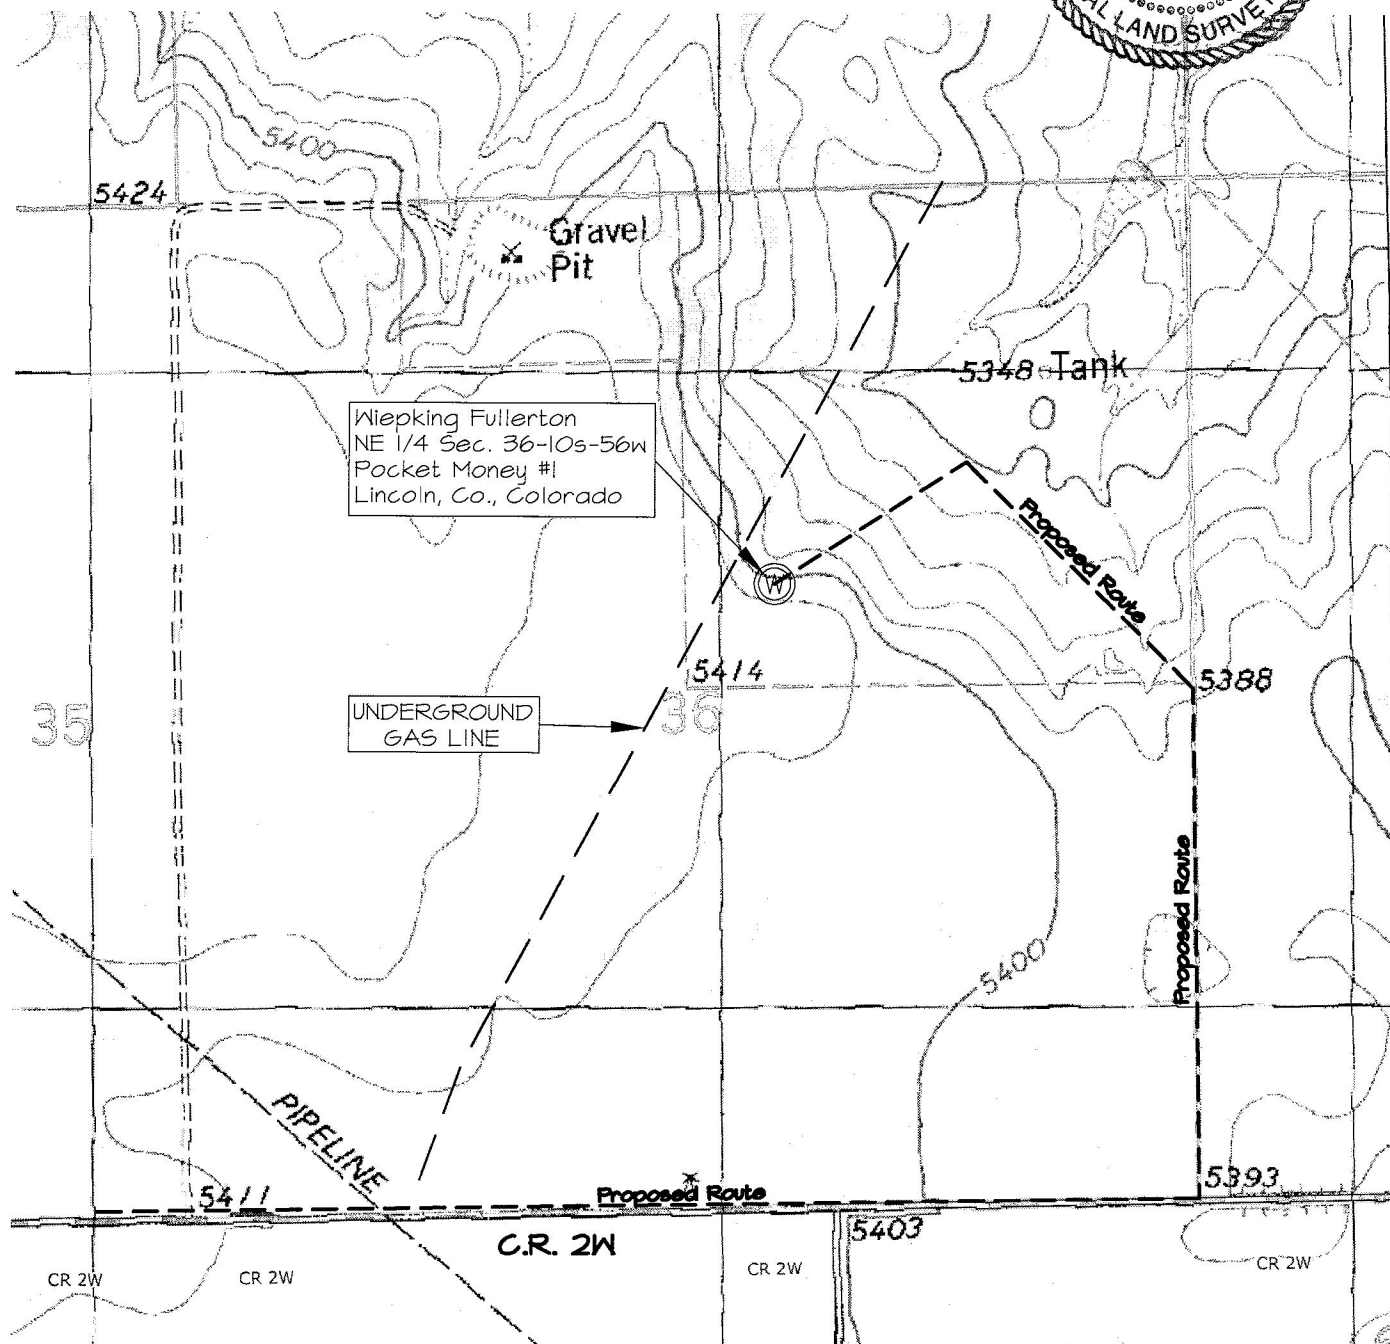 AL LAND SURVEY
5400
5424
Gravel
Pit
5348 Tank
Wiepking Fullerton
NE 1/4 Sec. 36-10s-56w
Pocket Money #1
Lincoln, Co., Colorado
Proposed Route
W
5414
5388
35
36
UNDERGROUND
GAS LINE
Proposed Route
5400
PIPELINE
5411
Proposed Route
5393
5403
C.R. 2W
CR 2W
CR 2W
CR 2W
CR 2W